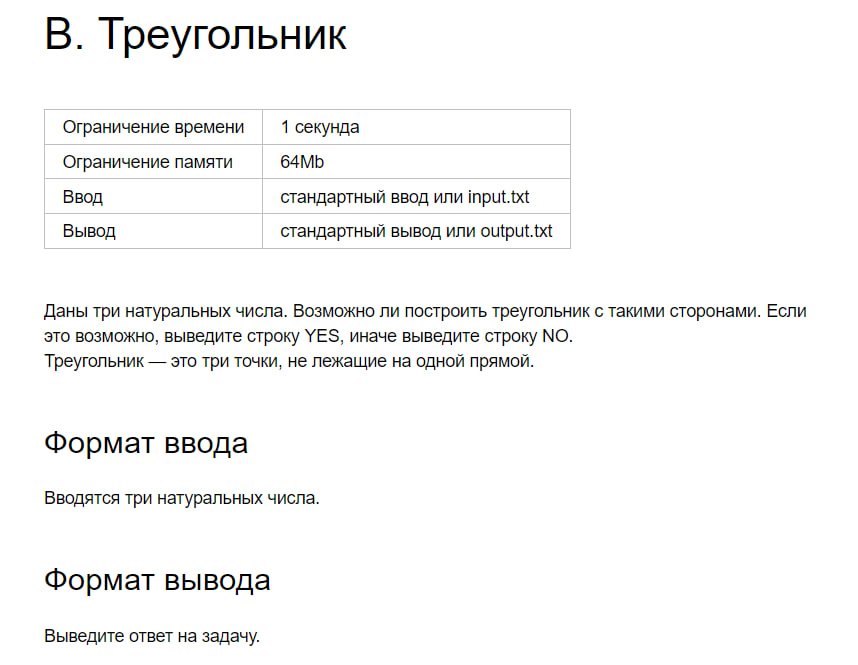 В. Треугольник
Ограничение времени 1 секунда
Ограничение памяти 64Mb
Ввод стандартный ввод или input.txt
Вывод стандартный вывод или output.txt
Даны три натуральных числа. Возможно ли построить треугольник с такими сторонами. Если
это возможно, выведите строку YES, иначе выведите строку NO.
Треугольник — это три точки, не лежащие на одной прямой.
Формат ввода
Вводятся три натуральных числа.
Формат вывода
Выведите ответ на задачу.